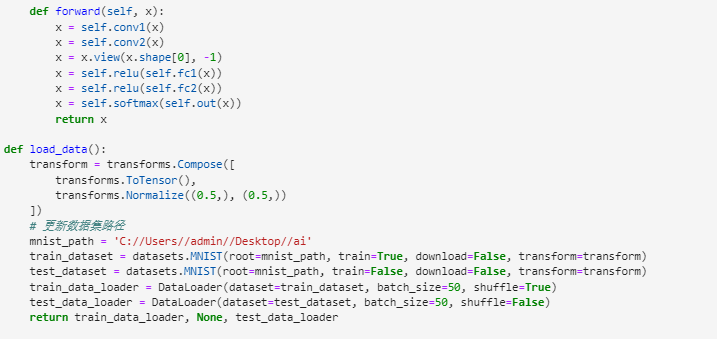 def forward(self, x):
x = self.conv1(x)
x = self.conv2(x)
x = x.view(x.shape[0], -1)
x = self.relu(self.fc1(x))
x = self.relu(self.fc2(x))
x = self.softmax(self.out(x))
return x
def load_data():
transform = transforms.Compose([
transforms.ToTensor(),
transforms.Normalize((0.5,), (0.5,))
])
# 更新数据集路径
mnist_path = 'C://Users//admin//Desktop//ai'
train_dataset = datasets.MNIST(root=mnist_path, train=True, download=False, transform=transform)
test_dataset = datasets.MNIST(root=mnist_path, train=False, download=False, transform=transform)
train_data_loader = DataLoader(dataset=train_dataset, batch_size=50, shuffle=True)
test_data_loader = DataLoader(dataset=test_dataset, batch_size=50, shuffle=False)
return train_data_loader, None, test_data_loader